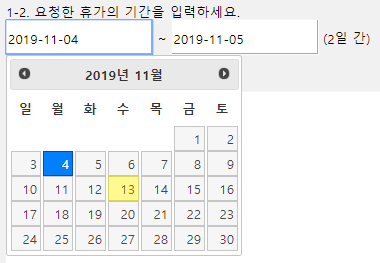 1-2. 요청한 휴가의 기간을 입력하세요.
2019-11-04 ~ 2019-11-05 (2일 간)
2019년 11월
일 월 화 수 목 금 토
1 2
3 4 5 6 7 8 9
10 11 12 13 14 15 16
17 18 19 20 21 22 23
24 25 26 27 28 29 30